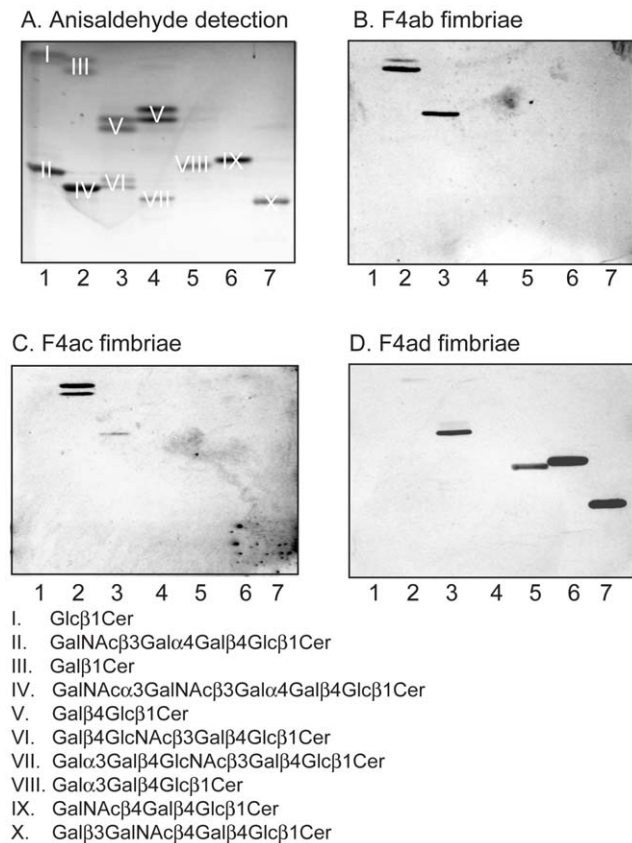 A. Anisaldehyde detection
I
III
V
V
II
IV
VI
VII
VIII
IX
X
1 2 3 4 5 6 7
B. F4ab fimbriae
1 2 3 4 5 6 7
C. F4ac fimbriae
1 2 3 4 5 6 7
D. F4ad fimbriae
1 2 3 4 5 6 7
I. Glcβ1Cer
II. GalNAcβ3Galα4Galβ4Glcβ1Cer
III. Galβ1Cer
IV. GalNAcα3GalNAcβ3Galα4Galβ4Glcβ1Cer
V. Galβ4Glcβ1Cer
VI. Galβ4GlcNAcβ3Galβ4Glcβ1Cer
VII. Galα3Galβ4GlcNAcβ3Galβ4Glcβ1Cer
VIII. Galα3Galβ4Glcβ1Cer
IX. GalNAcβ4Galβ4Glcβ1Cer
X. Galβ3GalNAcβ4Galβ4Glcβ1Cer